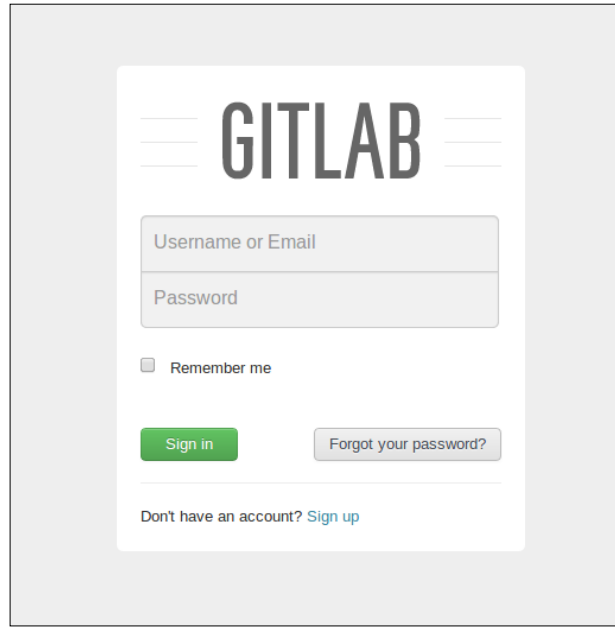 GITLAB
Username or Email
Password
Remember me
Sign in
Forgot your password?
Don't have an account? Sign up